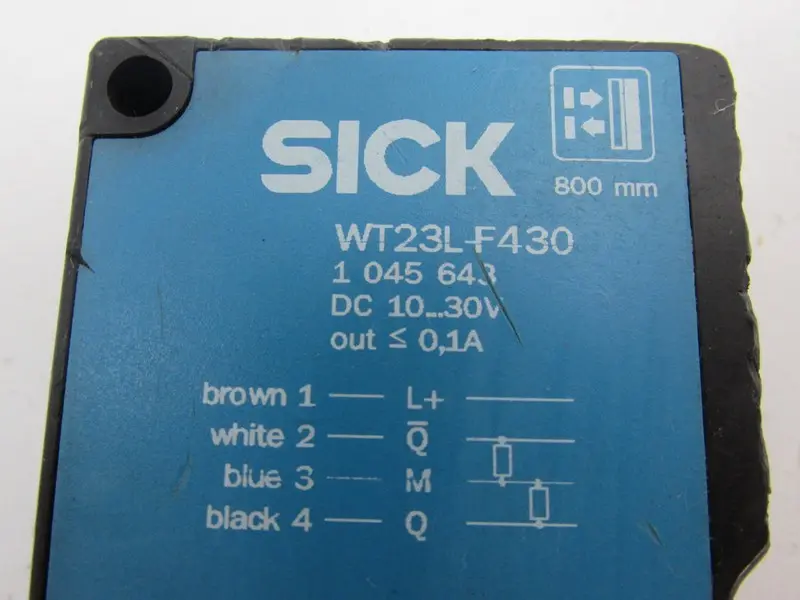 SICK
800 mm
WT23L-F430
1 045 643
DC 10...30V
out ≤ 0,1A
brown 1 L+
white 2 Q̅
blue 3 M
black 4 Q